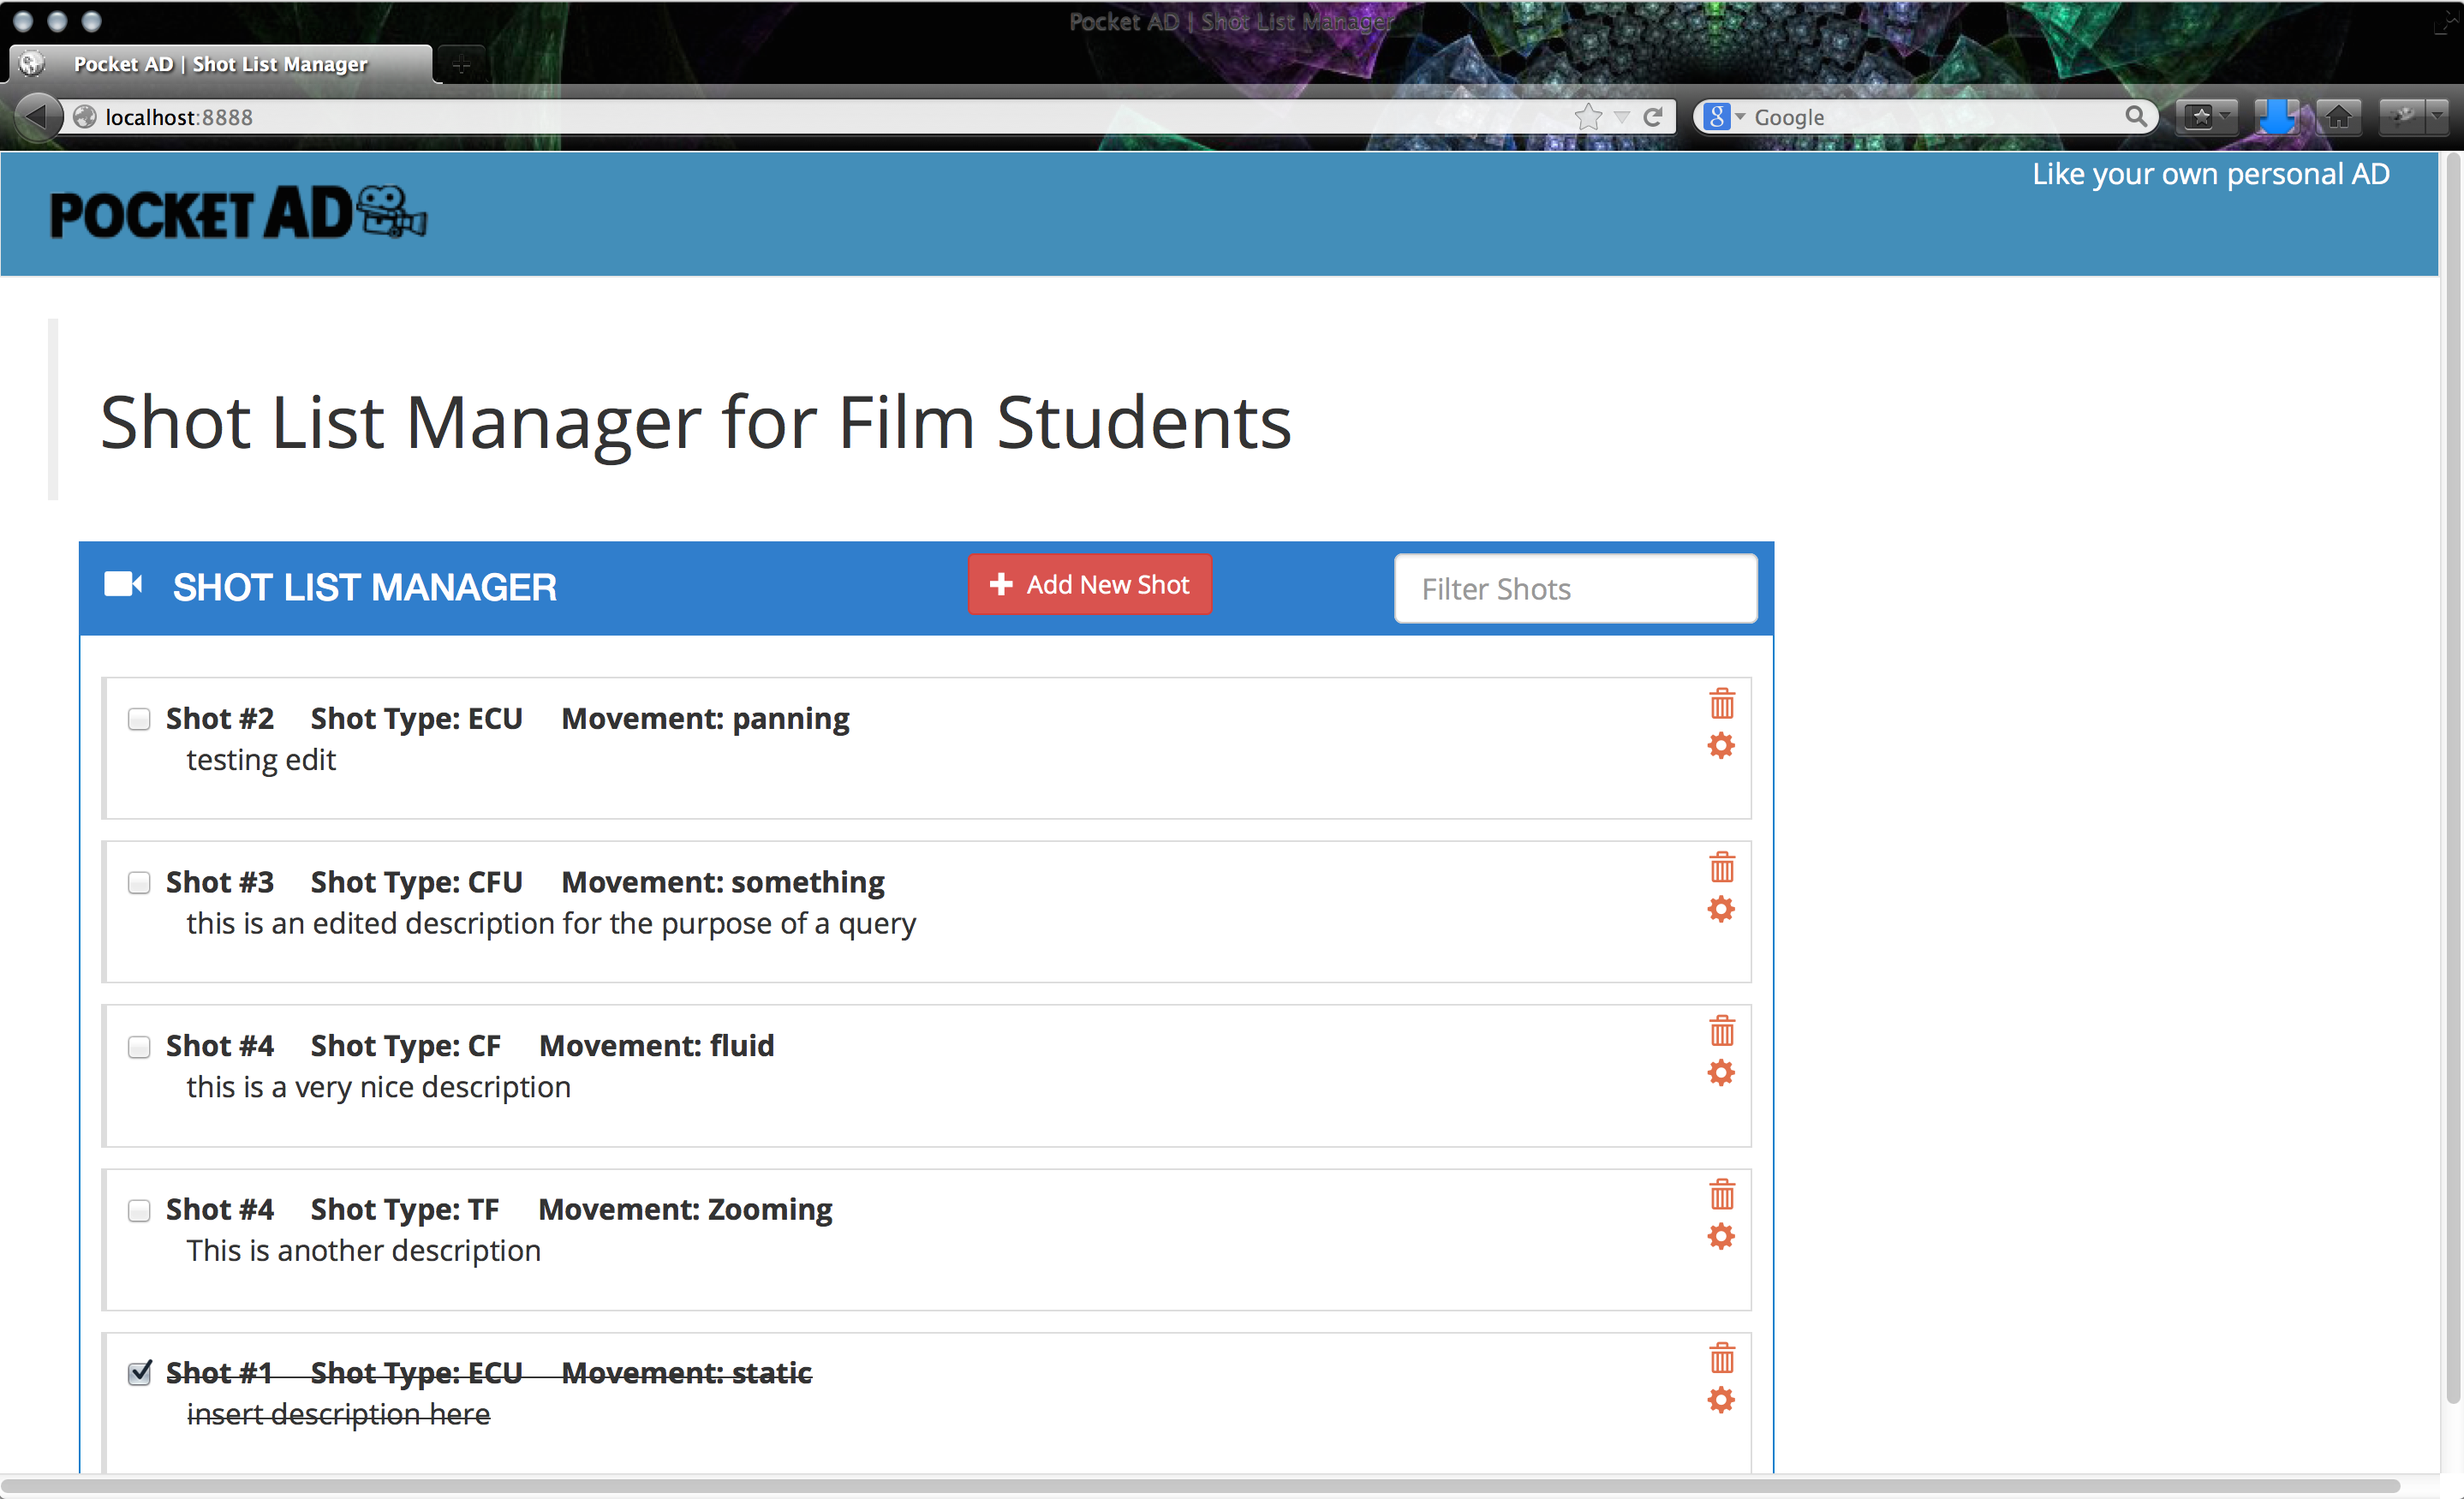 Pocket AD | Shot List Manager
Pocket AD | Shot List Manager
localhost:8888
Google
Like your own personal AD
POCKET AD
Shot List Manager for Film Students
SHOT LIST MANAGER
Add New Shot
Filter Shots
Shot #2 Shot Type: ECU Movement: panning
testing edit
Shot #3 Shot Type: CFU Movement: something
this is an edited description for the purpose of a query
Shot #4 Shot Type: CF Movement: fluid
this is a very nice description
Shot #4 Shot Type: TF Movement: Zooming
This is another description
Shot #1 Shot Type: ECU Movement: static
insert description here